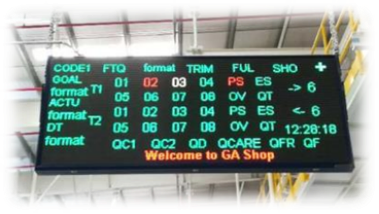 CODE1 FTQ format TRIM FUL SHO +
GOAL 01 02 03 04 PS ES -> 6
format T1 05 06 07 08 OV QT
ACTU 01 02 03 04 PS ES <- 6
format T2 05 06 07 08 OV QT 12:28:18
DT
format QC1 QC2 QD QCARE QFR QF
Welcome to GA Shop